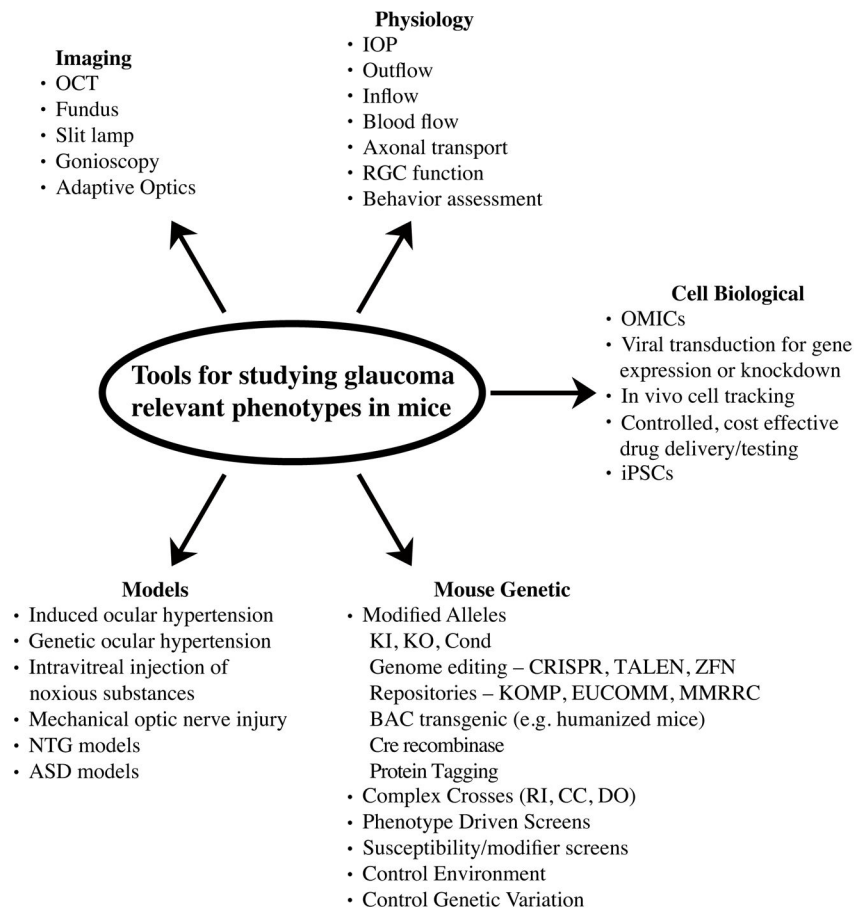 Physiology
• IOP
• Outflow
• Inflow
• Blood flow
• Axonal transport
• RGC function
• Behavior assessment
Imaging
• OCT
• Fundus
• Slit lamp
• Gonioscopy
• Adaptive Optics
Cell Biological
• OMICs
• Viral transduction for gene
expression or knockdown
• In vivo cell tracking
• Controlled, cost effective
drug delivery/testing
• iPSCs
Tools for studying glaucoma
relevant phenotypes in mice
Models
• Induced ocular hypertension
• Genetic ocular hypertension
• Intravitreal injection of
noxious substances
• Mechanical optic nerve injury
• NTG models
• ASD models
Mouse Genetic
• Modified Alleles
KI, KO, Cond
Genome editing – CRISPR, TALEN, ZFN
Repositories – KOMP, EUCOMM, MMRRC
BAC transgenic (e.g. humanized mice)
Cre recombinase
Protein Tagging
• Complex Crosses (RI, CC, DO)
• Phenotype Driven Screens
• Susceptibility/modifier screens
• Control Environment
• Control Genetic Variation